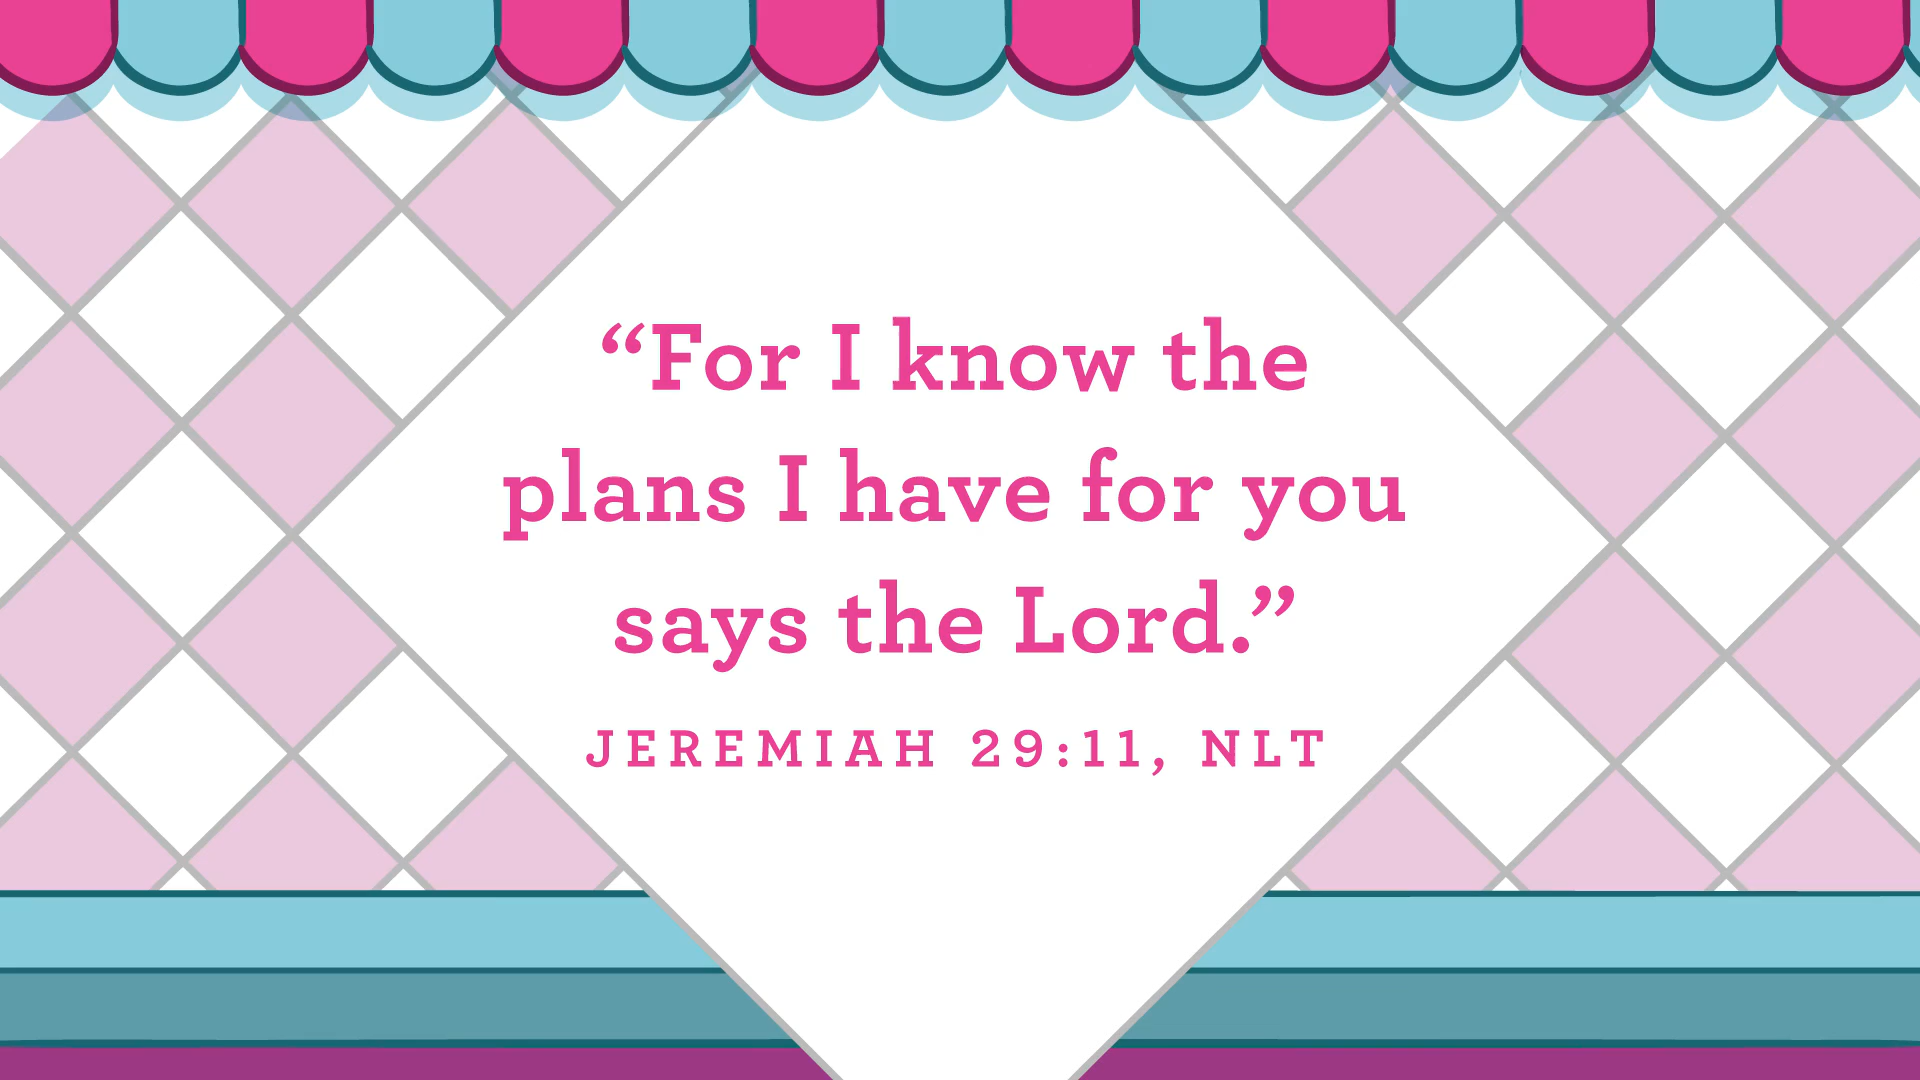 “For I know the
plans I have for you
says the Lord.”
JEREMIAH 29:11, NLT